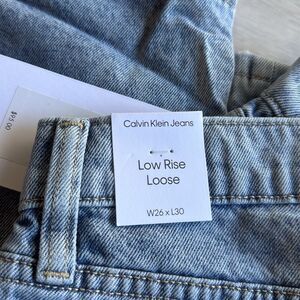 Calvin Klein Jeans
Low Rise
Loose
W26 x L30